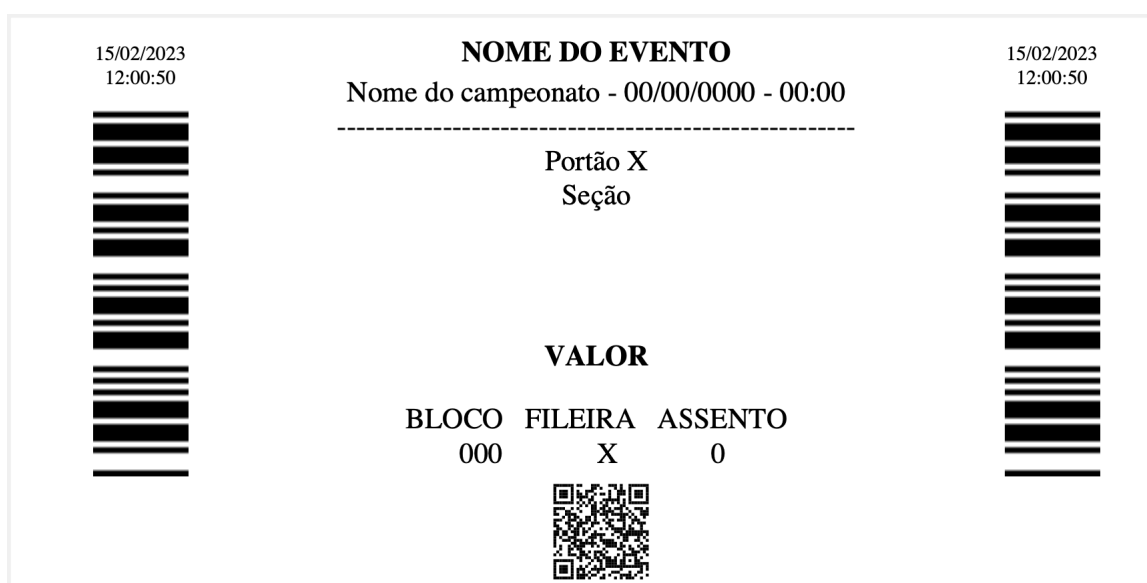 15/02/2023
12:00:50
NOME DO EVENTO
Nome do campeonato - 00/00/0000 - 00:00
-----------------------------------------------------
Portão X
Seção
VALOR
BLOCO FILEIRA ASSENTO
000 X 0
15/02/2023
12:00:50